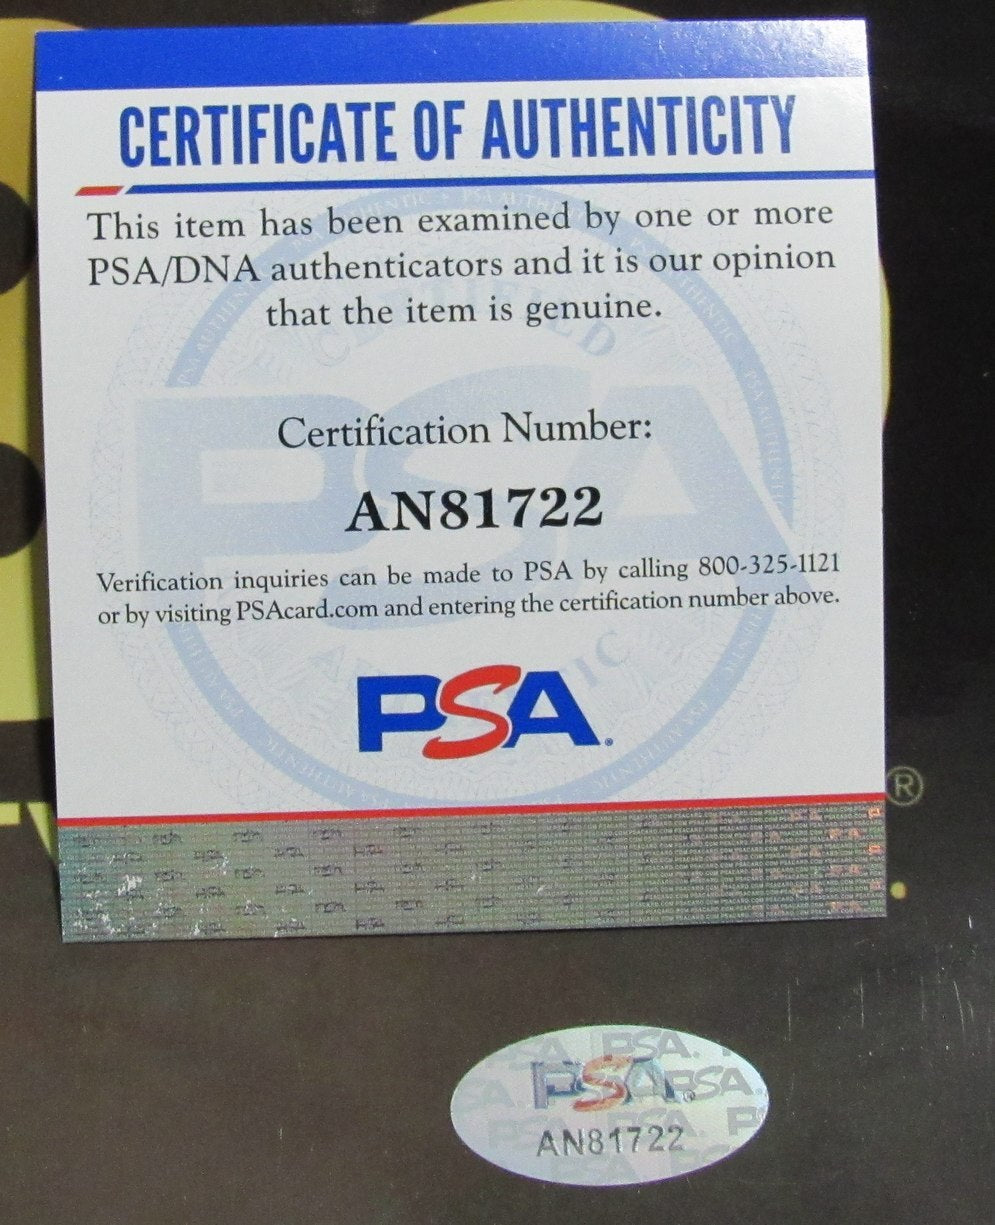 CERTIFICATE OF AUTHENTICITY
This item has been examined by one or more
PSA/DNA authenticators and it is our opinion
that the item is genuine.
Certification Number:
AN81722
Verification inquiries can be made to PSA by calling 800-325-1121
or by visiting PSAcard.com and entering the certification number above.
PSA
®
PSA
AN81722